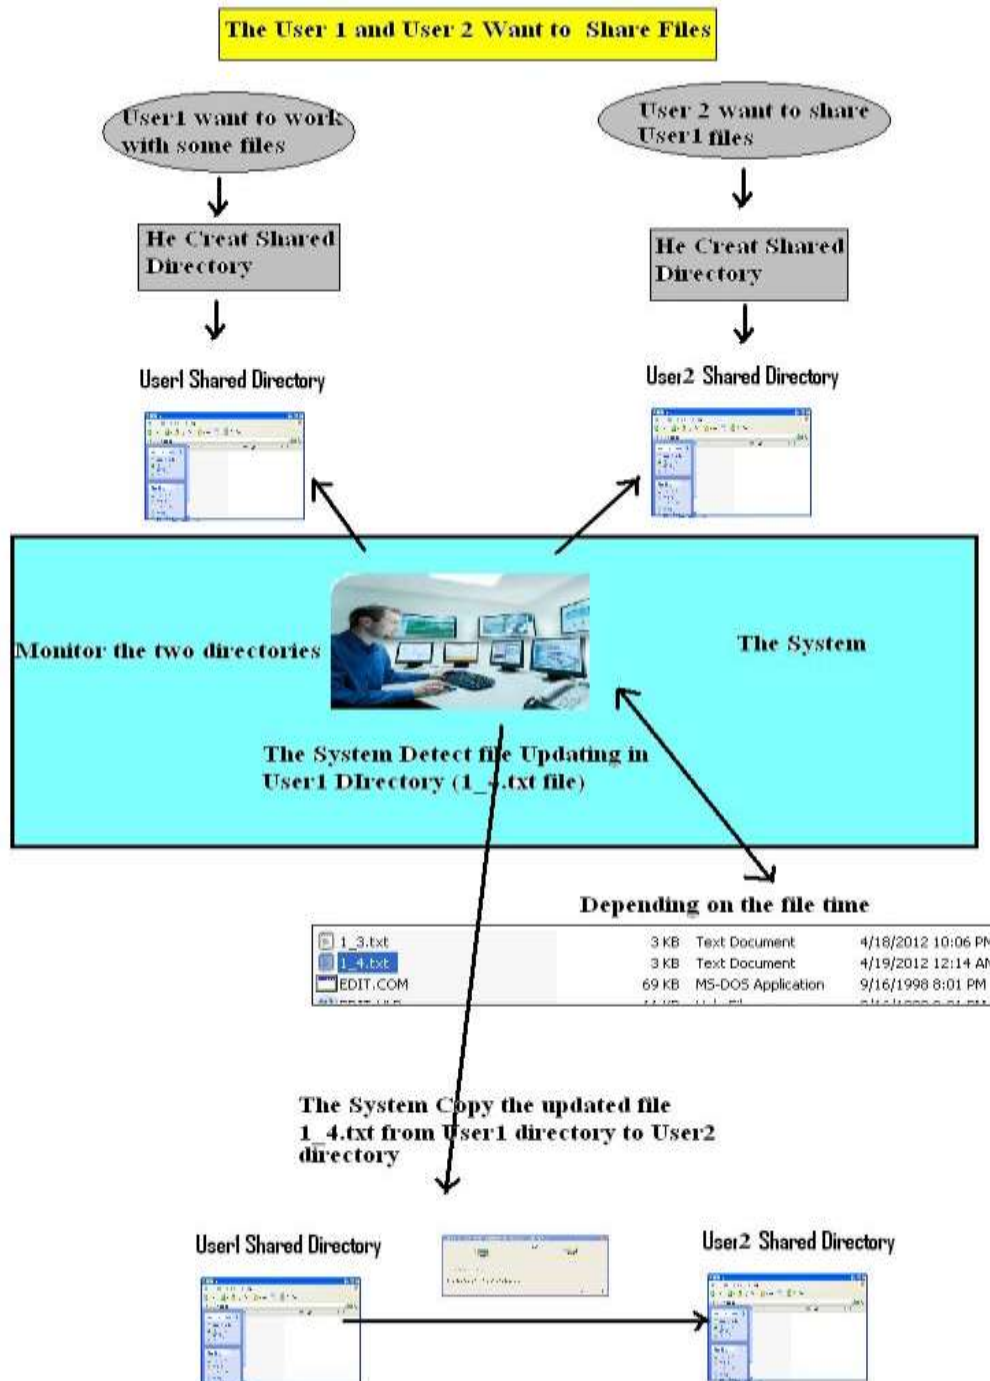 The User 1 and User 2 Want to Share Files
User1 want to work
with some files
User 2 want to share
User1 files
He Creat Shared
Directory
He Creat Shared
Directory
User1 Shared Directory
User2 Shared Directory
Monitor the two directories
The System
The System Detect file Updating in
User1 DIrectory (1_4.txt file)
Depending on the file time
1_3.txt 3 KB Text Document 4/18/2012 10:06 PM
1_4.txt 3 KB Text Document 4/19/2012 12:14 AM
EDIT.COM 69 KB MS-DOS Application 9/16/1998 8:01 PM
The System Copy the updated file
1_4.txt from User1 directory to User2
directory
User1 Shared Directory
User2 Shared Directory